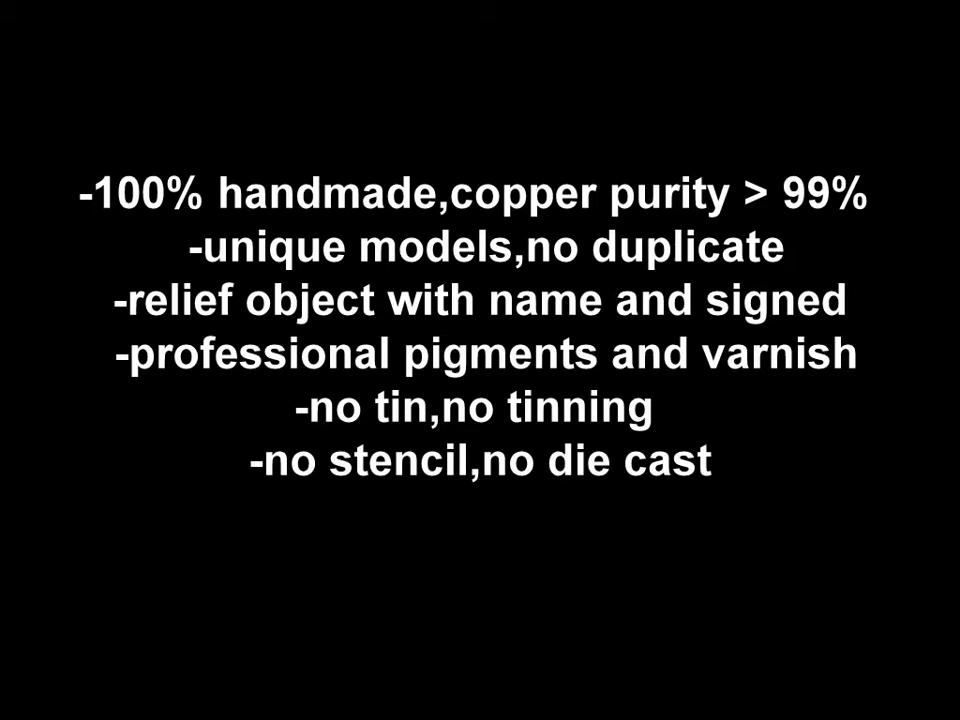 -100% handmade,copper purity > 99%
-unique models,no duplicate
-relief object with name and signed
-professional pigments and varnish
-no tin,no tinning
-no stencil,no die cast